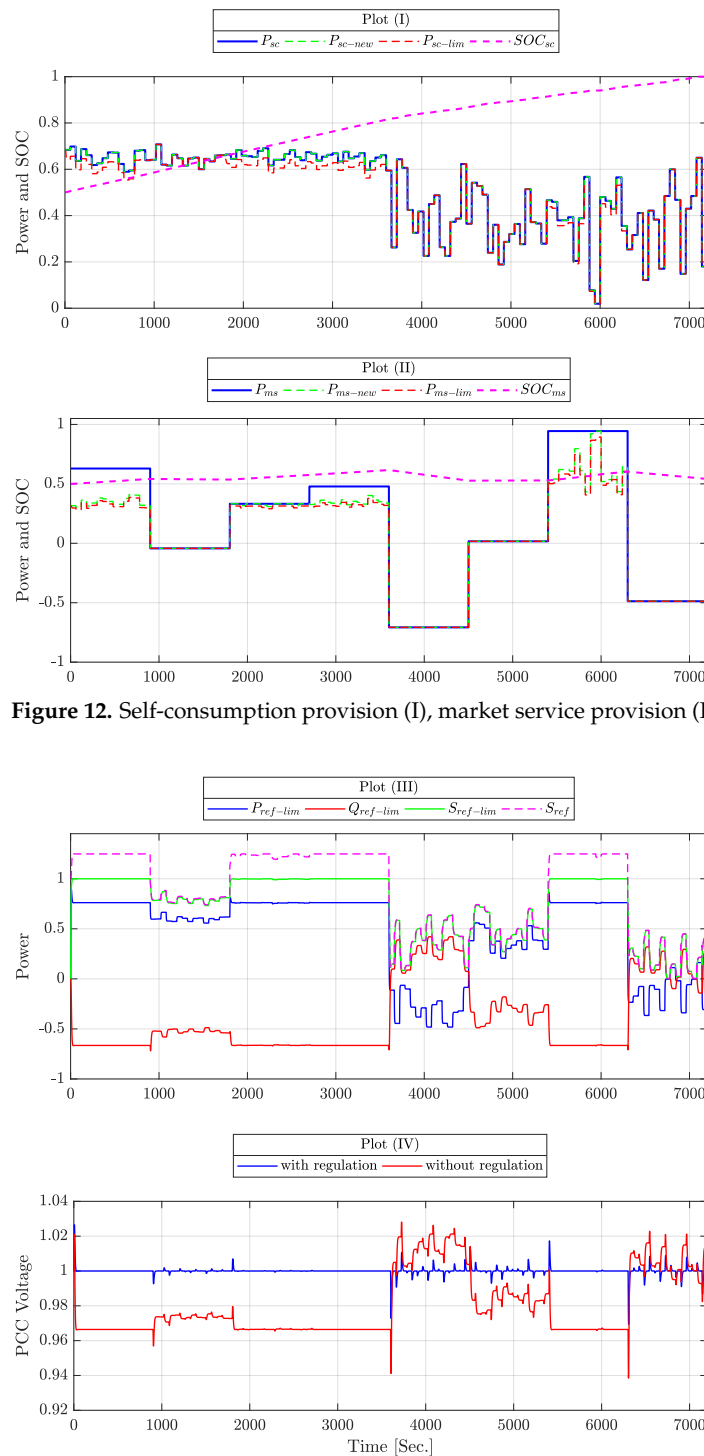 Plot (I)
P_sc P_sc-new P_sc-lim SOC_sc
1
0.8
0.6
0.4
0.2
0
Power and SOC
0 1000 2000 3000 4000 5000 6000 7000
Plot (II)
P_ms P_ms-new P_ms-lim SOC_ms
1
0.5
0
-0.5
-1
Power and SOC
0 1000 2000 3000 4000 5000 6000 7000
Figure 12. Self-consumption provision (I), market service provision (I
Plot (III)
P_ref-lim Q_ref-lim S_ref-lim S_ref
1
0.5
0
-0.5
-1
Power
0 1000 2000 3000 4000 5000 6000 7000
Plot (IV)
with regulation without regulation
1.04
1.02
1
0.98
0.96
0.94
0.92
PCC Voltage
0 1000 2000 3000 4000 5000 6000 7000
Time [Sec.]